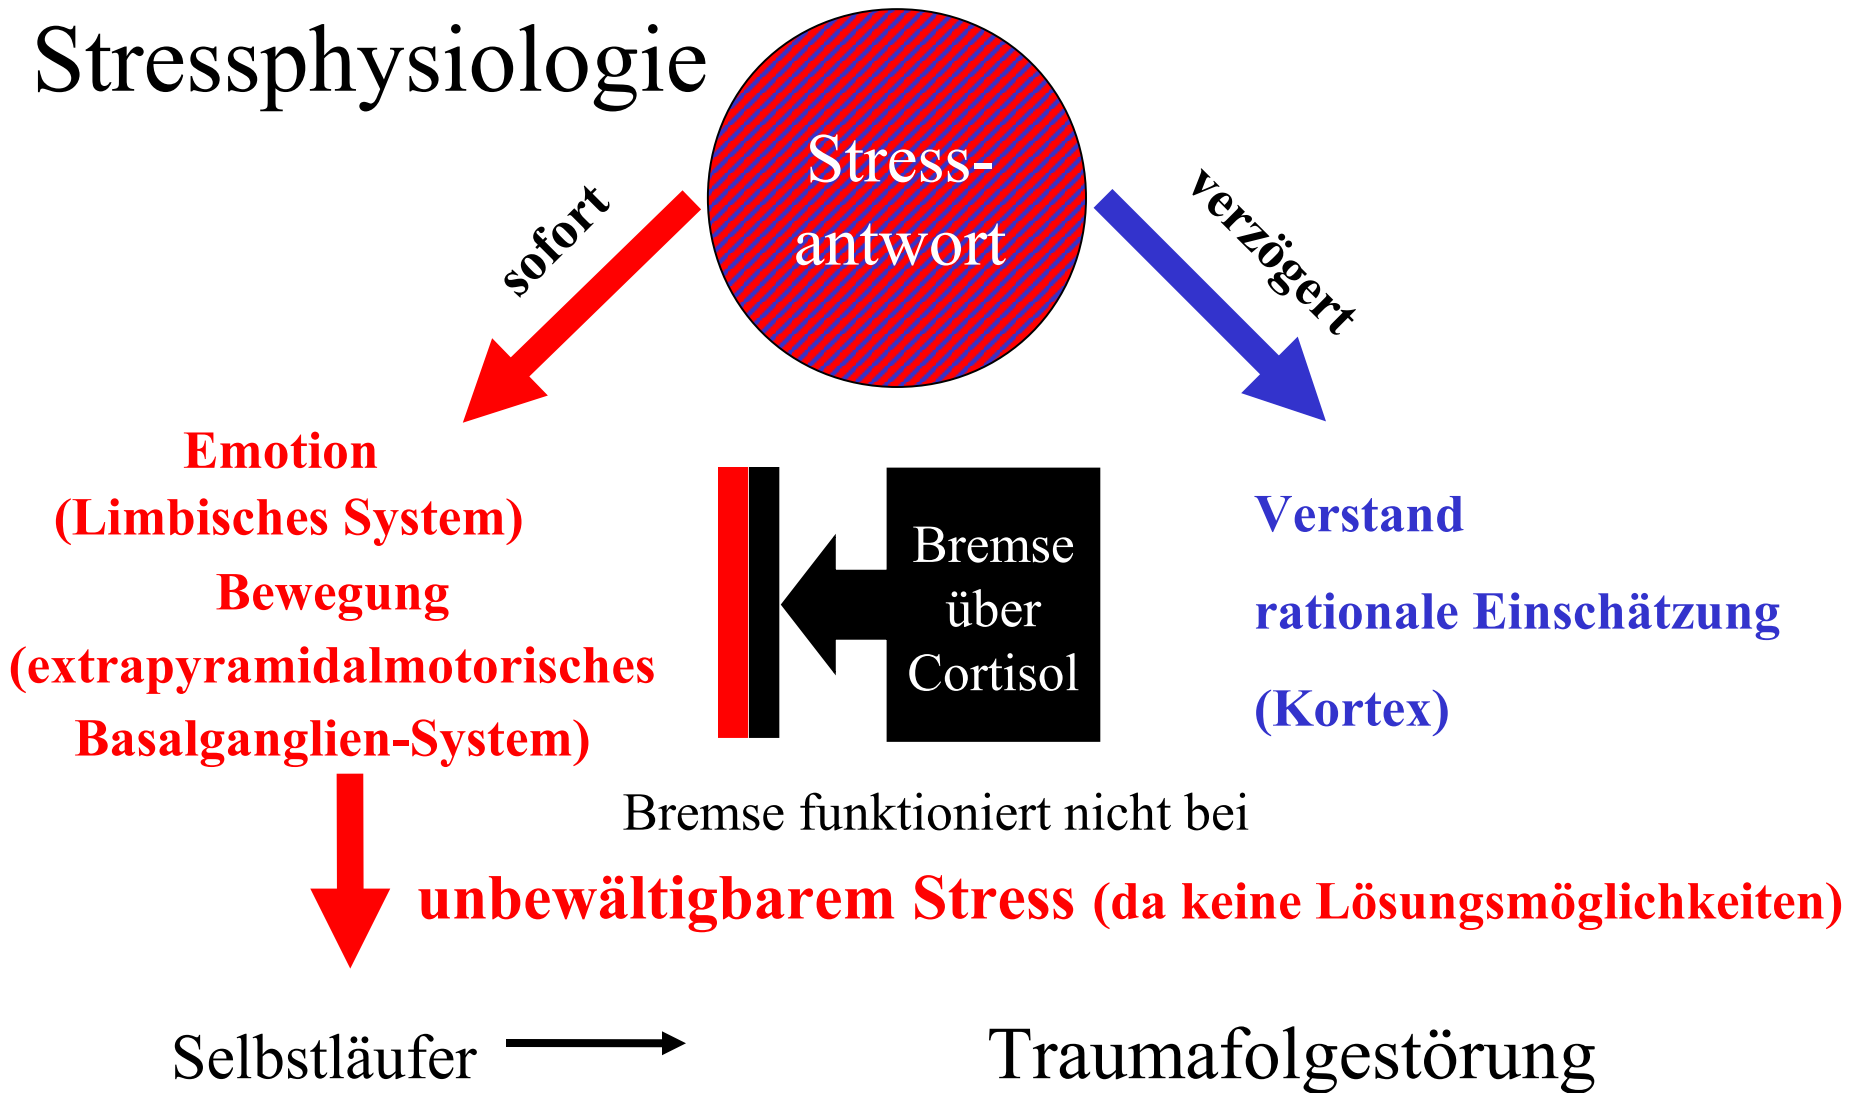 Stressphysiologie
Stress-
antwort
sofort
verzögert
Emotion
(Limbisches System)
Bewegung
(extrapyramidalmotorisches
Basalganglien-System)
Bremse
über
Cortisol
Verstand
rationale Einschätzung
(Kortex)
Bremse funktioniert nicht bei
unbewältigbarem Stress (da keine Lösungsmöglichkeiten)
Selbstläufer
Traumafolgestörung